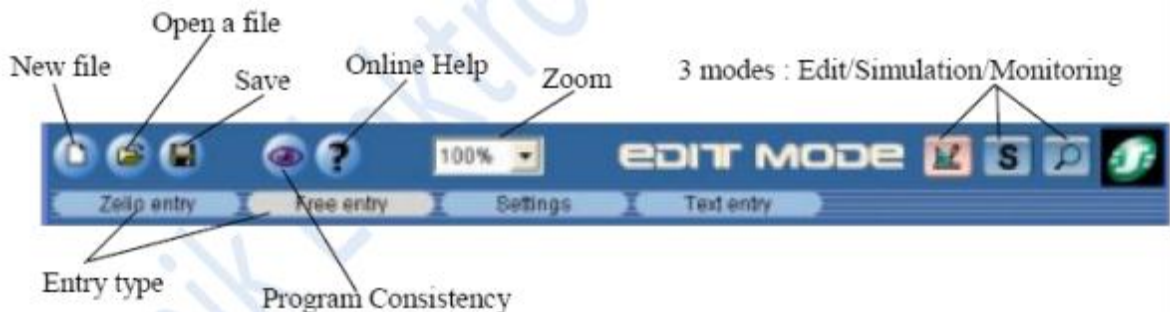 Open a file
New file
Save
Online Help
Zoom
3 modes : Edit/Simulation/Monitoring
?
100%
EDIT MODE
S
Zelio entry
Free entry
Settings
Text entry
Entry type
Program Consistency